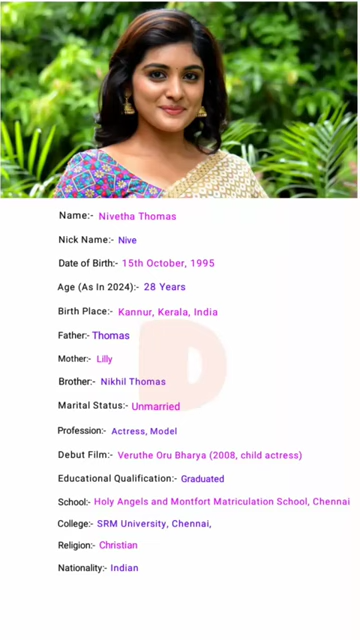 Name:- Nivetha Thomas
Nick Name:- Nive
Date of Birth:- 15th October, 1995
Age (As In 2024):- 28 Years
Birth Place:- Kannur, Kerala, India
Father:- Thomas
Mother:- Lilly
Brother:- Nikhil Thomas
Marital Status:- Unmarried
Profession:- Actress, Model
Debut Film:- Veruthe Oru Bharya (2008, child actress)
Educational Qualification:- Graduated
School:- Holy Angels and Montfort Matriculation School, Chennai
College:- SRM University, Chennai,
Religion:- Christian
Nationality:- Indian
D